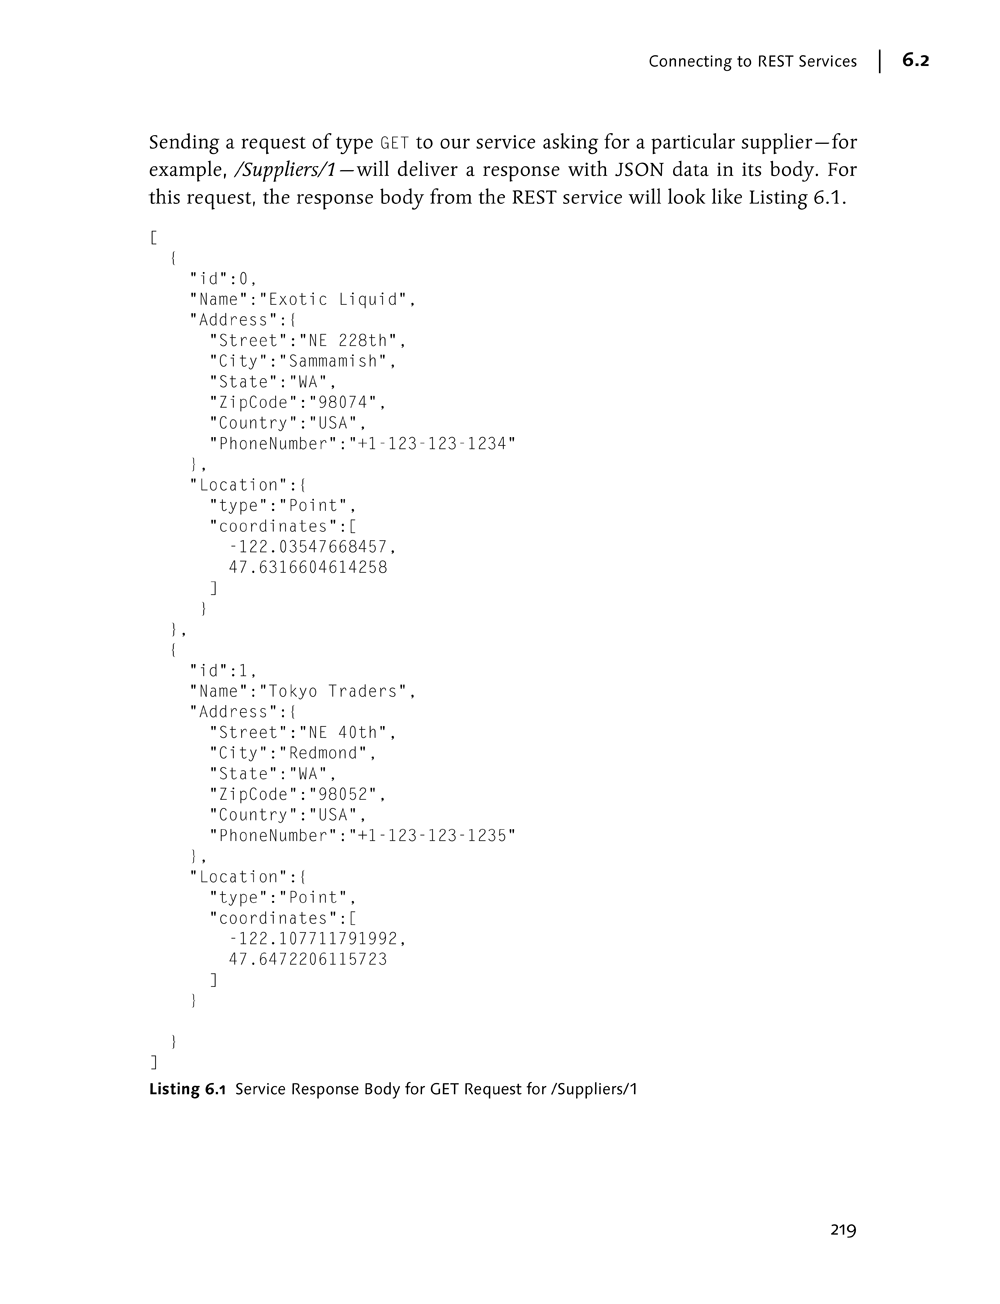 Connecting to REST Services | 6.2
Sending a request of type GET to our service asking for a particular supplier—for
example, /Suppliers/1—will deliver a response with JSON data in its body. For
this request, the response body from the REST service will look like Listing 6.1.
[
  {
    "id":0,
    "Name":"Exotic Liquid",
    "Address":{
      "Street":"NE 228th",
      "City":"Sammamish",
      "State":"WA",
      "ZipCode":"98074",
      "Country":"USA",
      "PhoneNumber":"+1-123-123-1234"
    },
    "Location":{
      "type":"Point",
      "coordinates":[
        -122.03547668457,
        47.6316604614258
      ]
     }
  },
  {
    "id":1,
    "Name":"Tokyo Traders",
    "Address":{
      "Street":"NE 40th",
      "City":"Redmond",
      "State":"WA",
      "ZipCode":"98052",
      "Country":"USA",
      "PhoneNumber":"+1-123-123-1235"
    },
    "Location":{
      "type":"Point",
      "coordinates":[
        -122.107711791992,
        47.6472206115723
      ]
    }
  }
]
Listing 6.1 Service Response Body for GET Request for /Suppliers/1
219